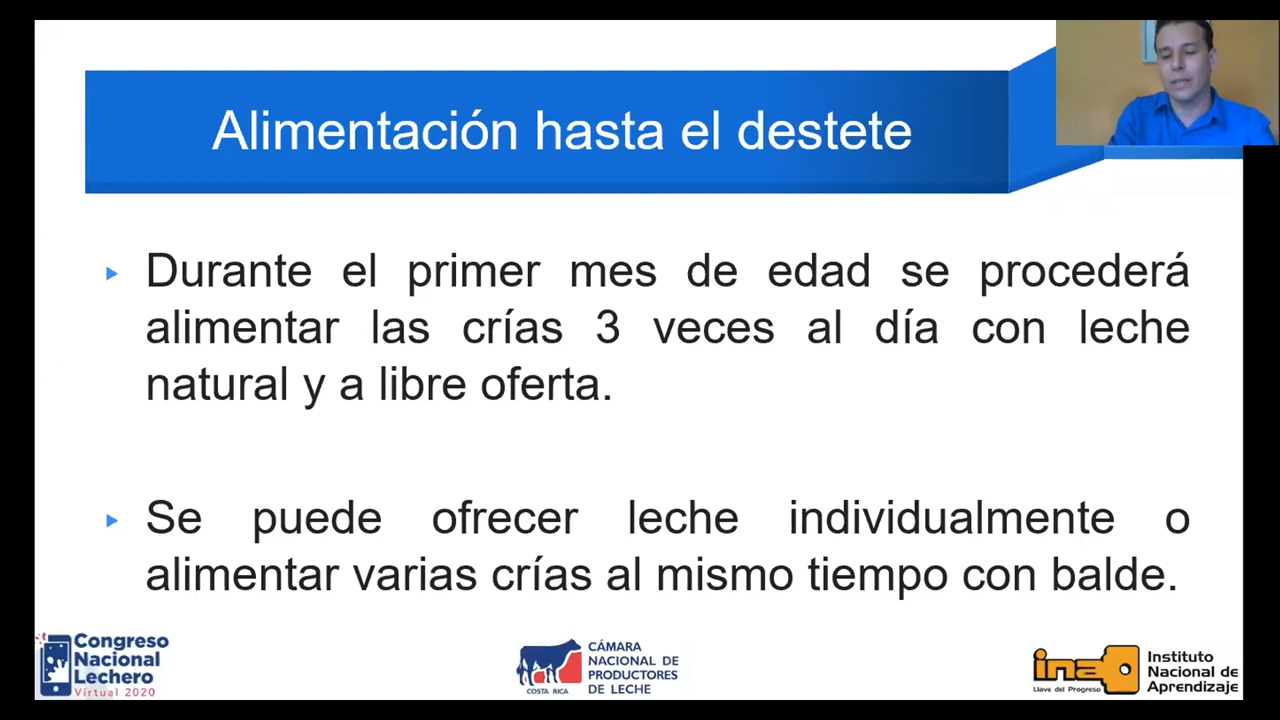 Alimentación hasta el destete
Durante el primer mes de edad se procederá
alimentar las crías 3 veces al día con leche
natural y a libre oferta.
Se puede ofrecer leche individualmente o
alimentar varias crías al mismo tiempo con balde.
Congreso
Nacional
Lechero
Virtual 2020
CÁMARA
NACIONAL DE
PRODUCTORES
DE LECHE
COSTA RICA
ina
Llave del Progreso
Instituto
Nacional de
Aprendizaje